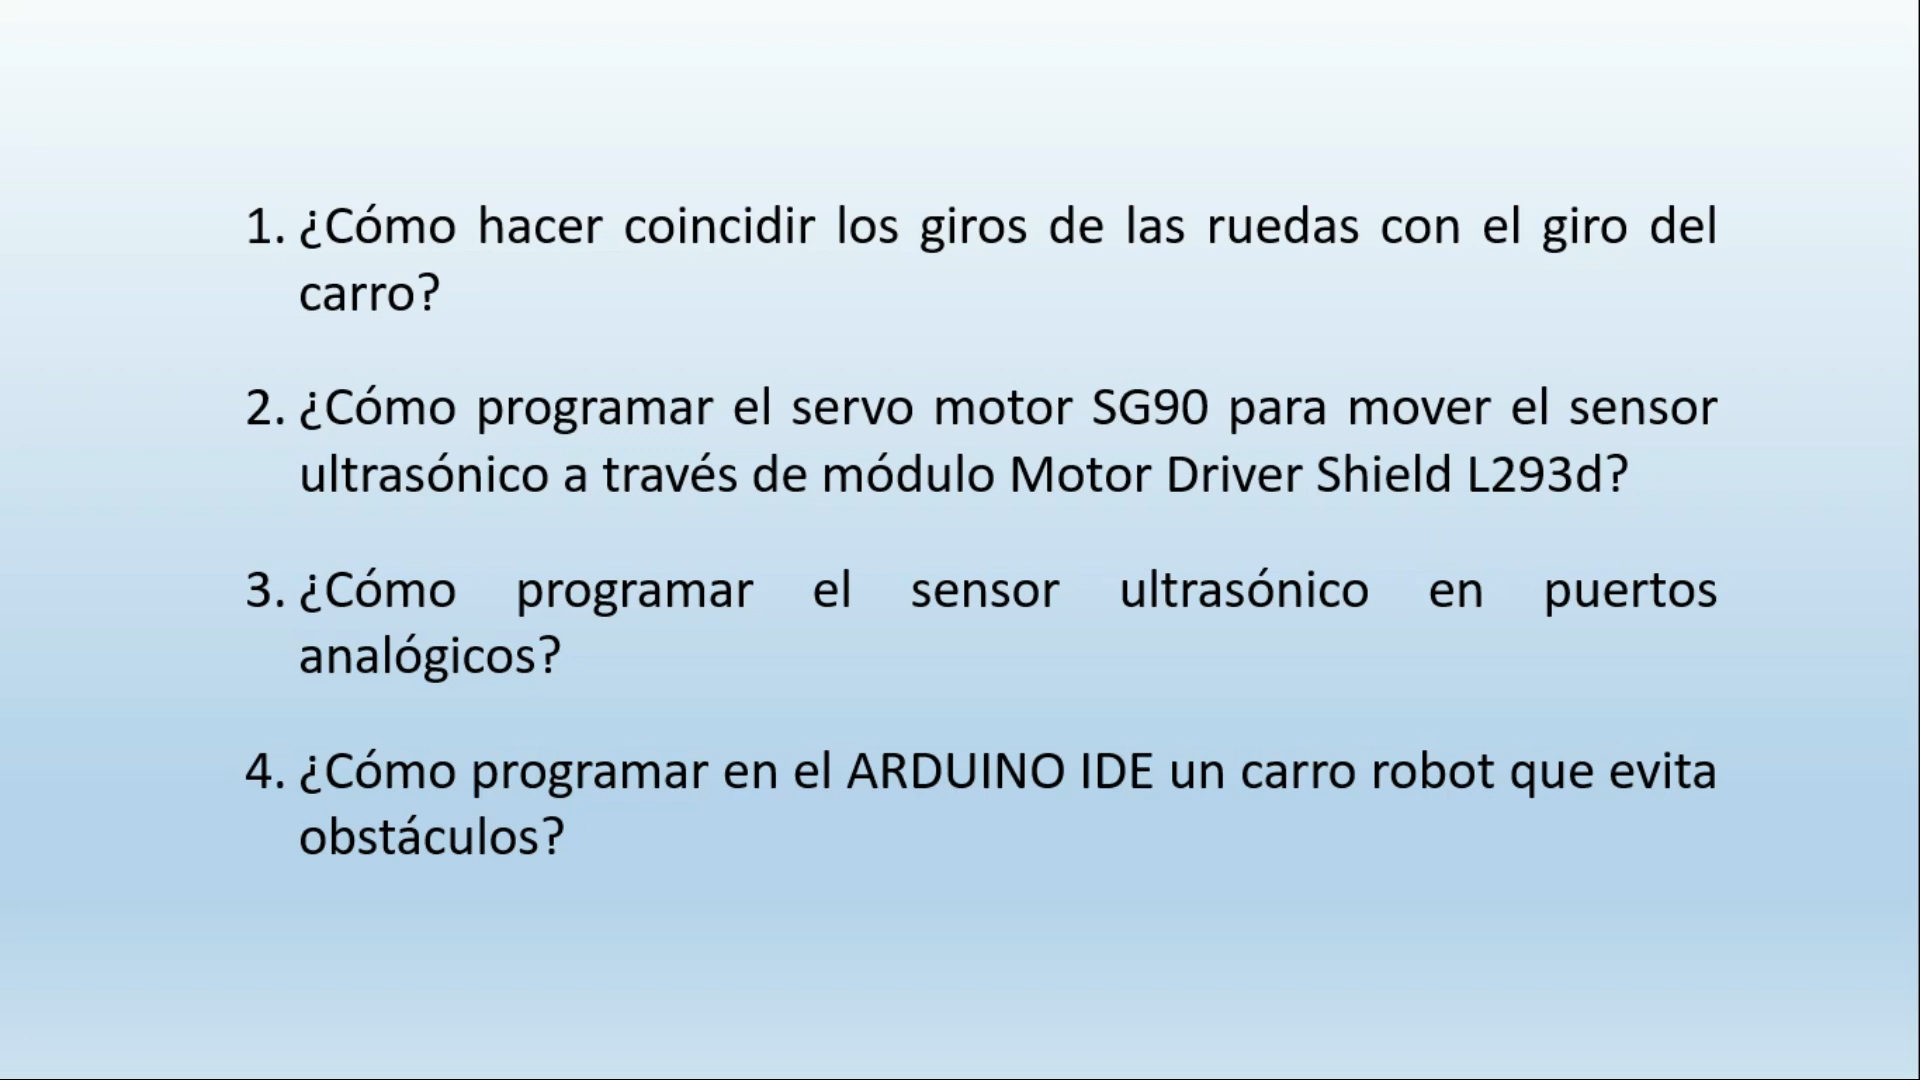 1. ¿Cómo hacer coincidir los giros de las ruedas con el giro del
carro?
2. ¿Cómo programar el servo motor SG90 para mover el sensor
ultrasónico a través de módulo Motor Driver Shield L293d?
3. ¿Cómo programar el sensor ultrasónico en puertos
analógicos?
4. ¿Cómo programar en el ARDUINO IDE un carro robot que evita
obstáculos?